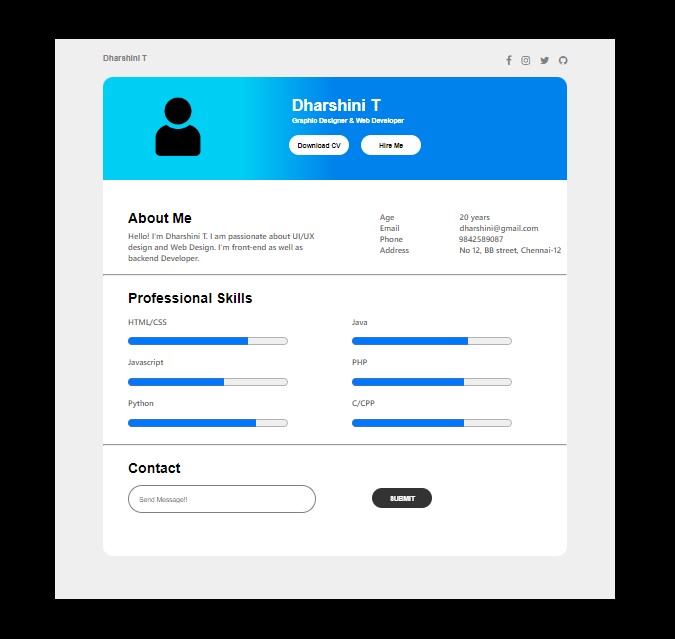 Dharshini T
Dharshini T
Graphic Designer & Web Developer
Download CV
Hire Me
About Me
Hello! I'm Dharshini T. I am passionate about UI/UX
design and Web Design. I'm front-end as well as
backend Developer.
Age 20 years
Email dharshini@gmail.com
Phone 9842589087
Address No 12, BB street, Chennai-12
Professional Skills
HTML/CSS
Java
Javascript
PHP
Python
C/CPP
Contact
Send Message!!
SUBMIT